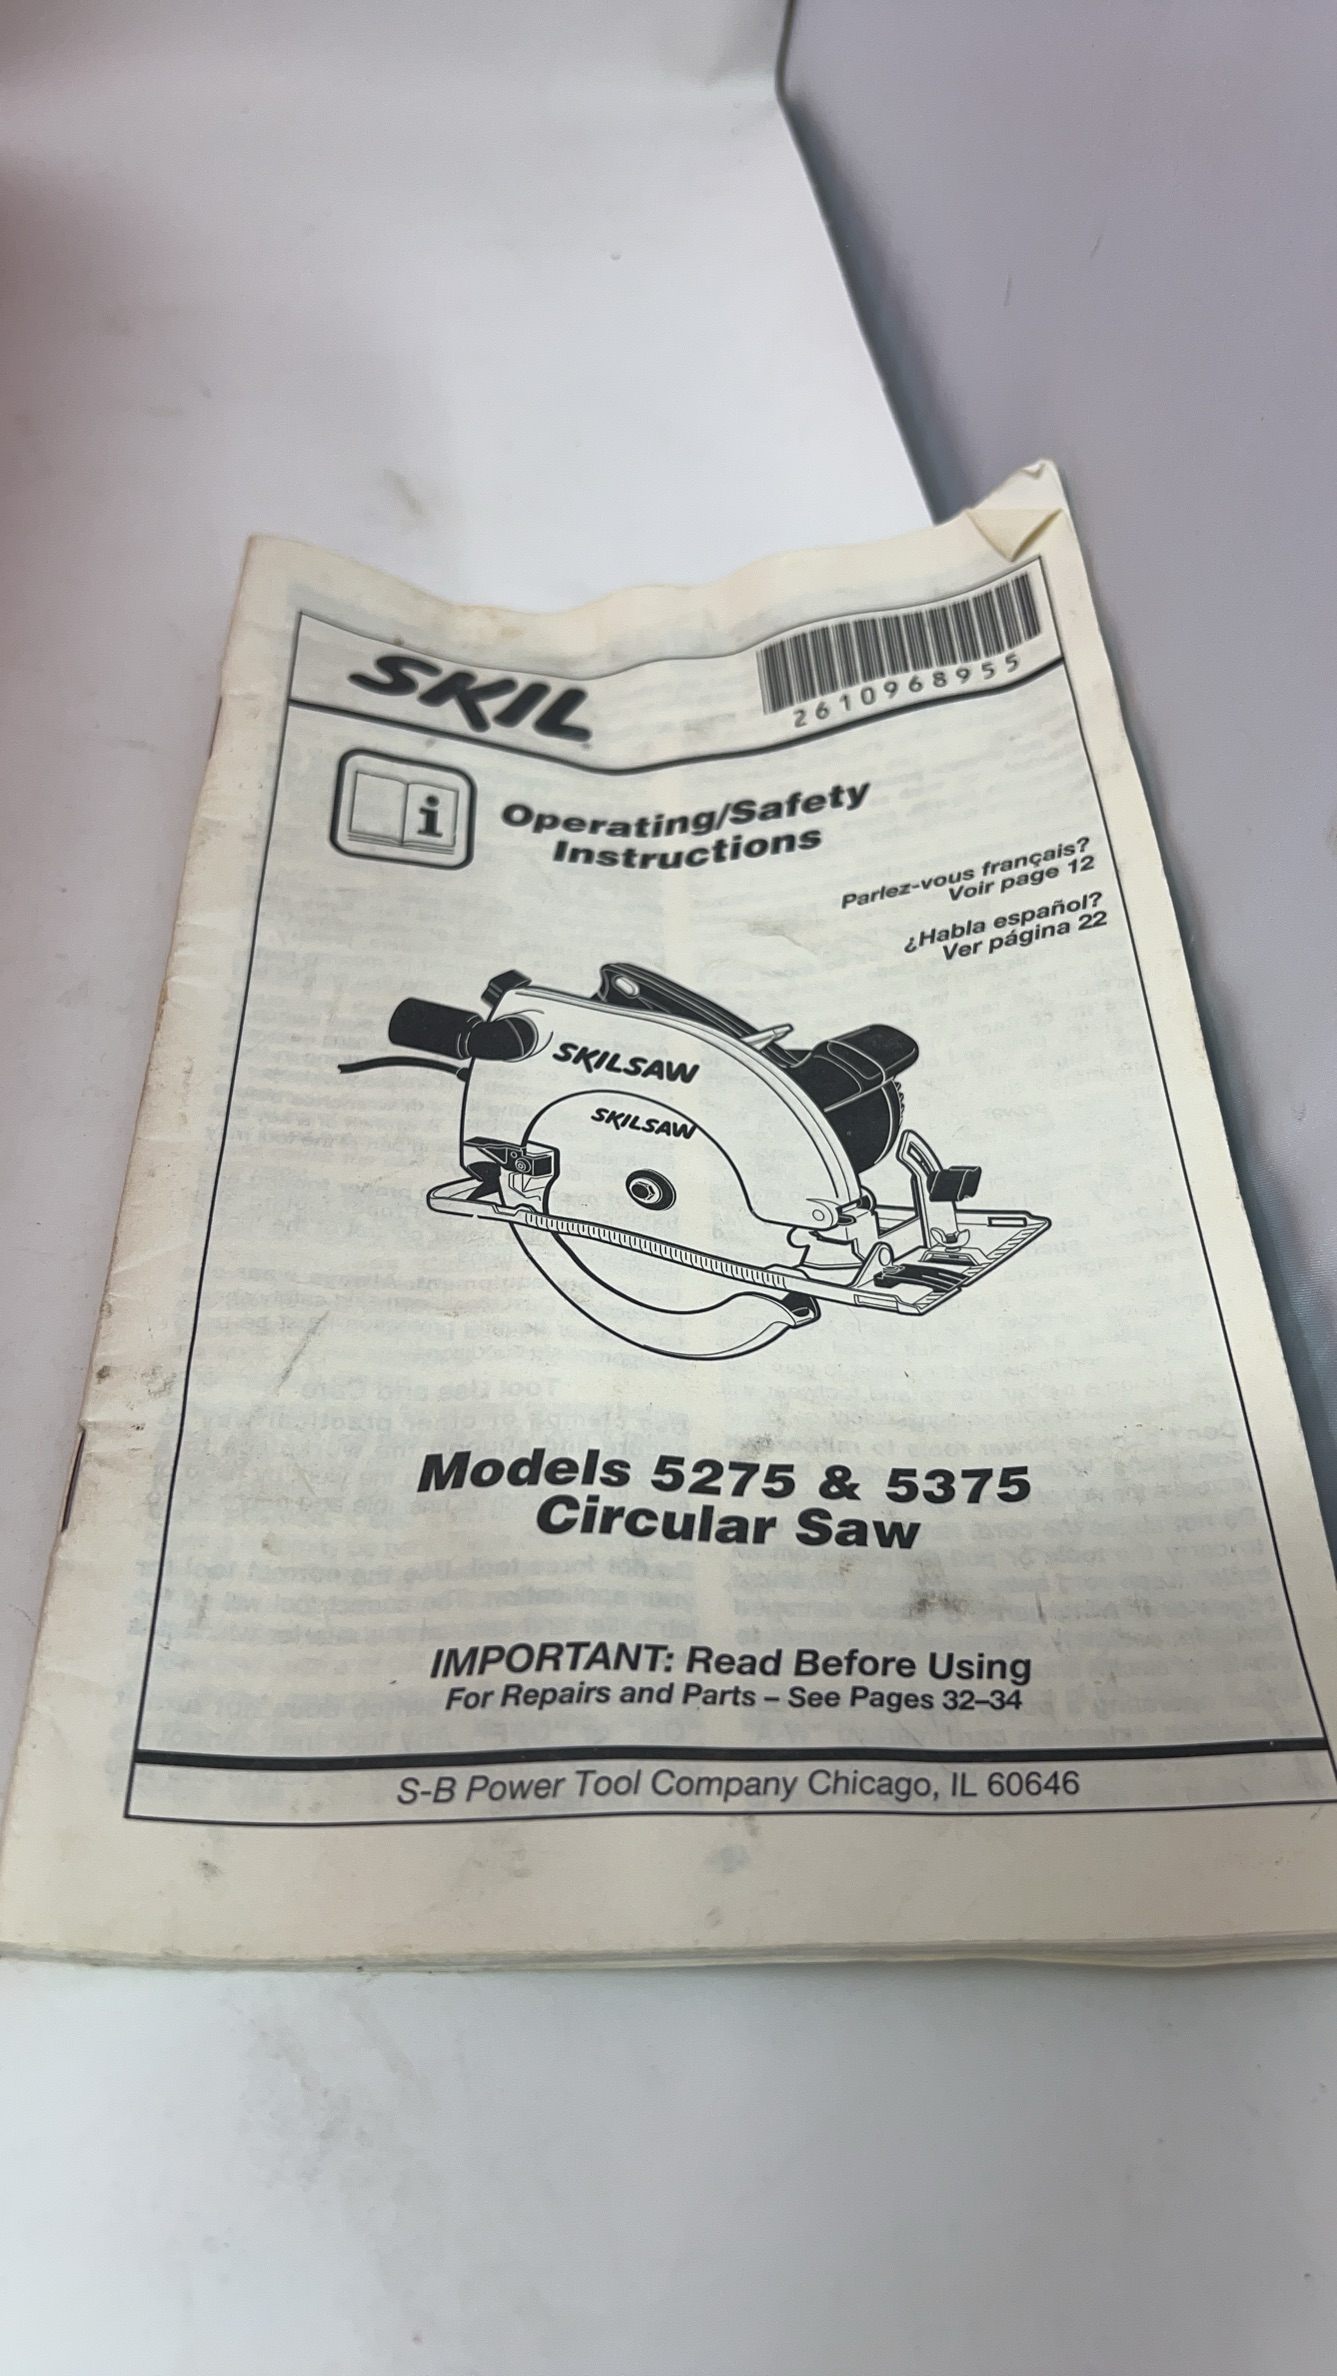 SKIL
2610968955
i
Operating/Safety
Instructions
Parlez-vous français?
Voir page 12
¿Habla español?
Ver página 22
SKILSAW
SKILSAW
Models 5275 & 5375
Circular Saw
IMPORTANT: Read Before Using
For Repairs and Parts – See Pages 32–34
S-B Power Tool Company Chicago, IL 60646